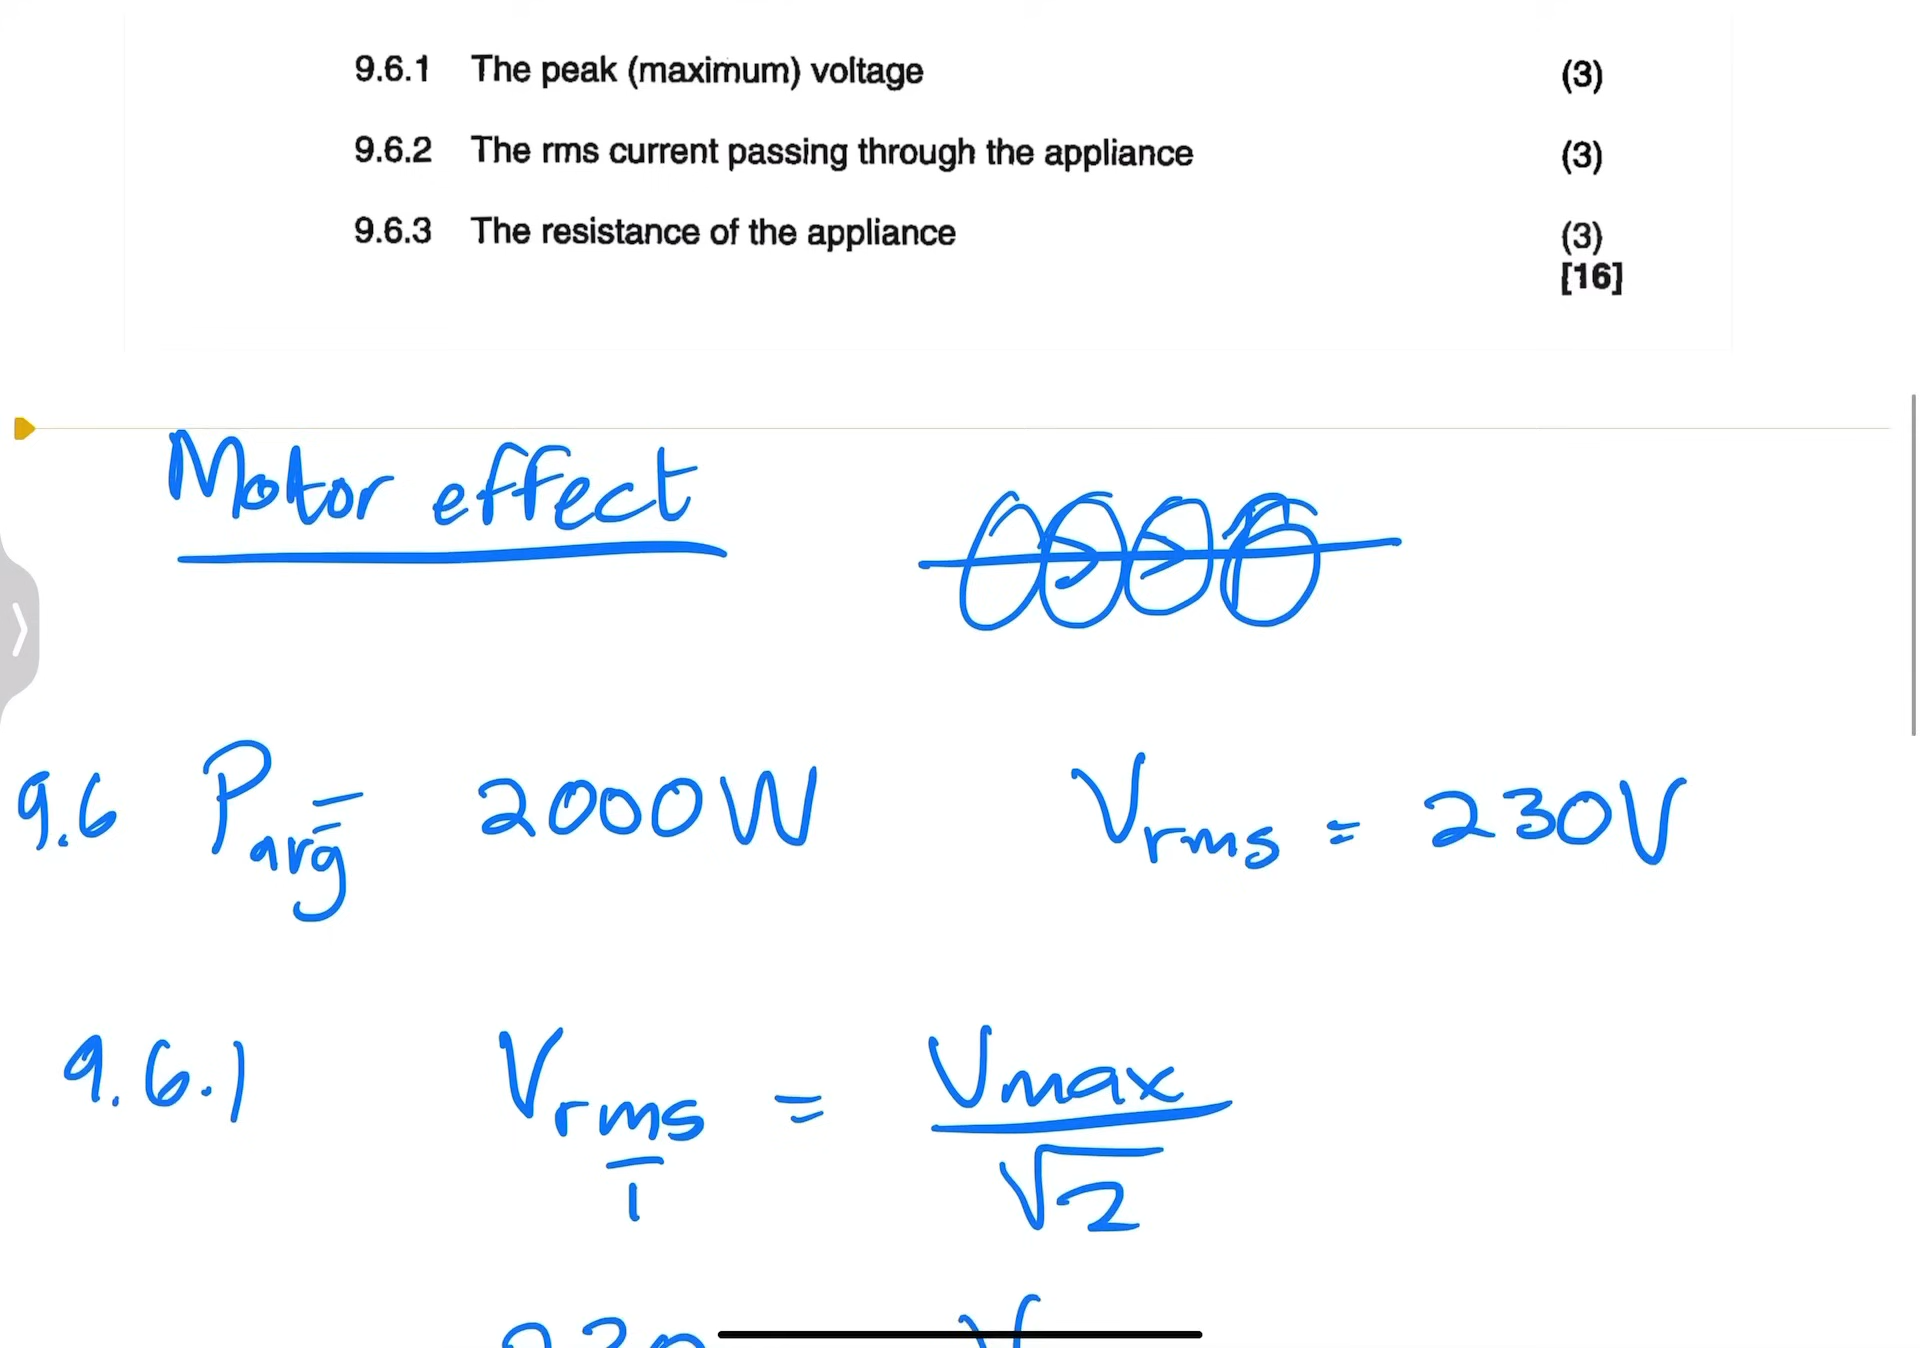 9.6.1 The peak (maximum) voltage (3)
9.6.2 The rms current passing through the appliance (3)
9.6.3 The resistance of the appliance (3)
[16]
Motor effect
9.6 Pavg = 2000W Vrms = 230V
9.6.1 Vrms/1 = Vmax/√2
230 V